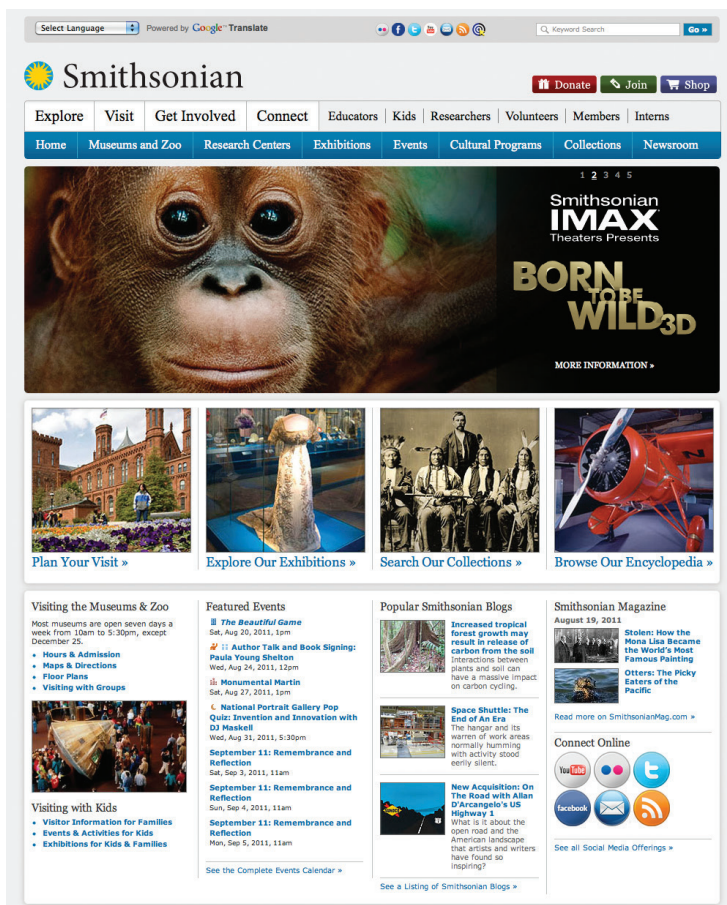 Select Language
Powered by Google™ Translate
Keyword Search
Go »
Smithsonian
Donate
Join
Shop
Explore Visit Get Involved Connect Educators Kids Researchers Volunteers Members Interns
Home Museums and Zoo Research Centers Exhibitions Events Cultural Programs Collections Newsroom
1 2 3 4 5
Smithsonian
IMAX
Theaters Presents
BORN
TO BE
WILD 3D
MORE INFORMATION »
Plan Your Visit »
Explore Our Exhibitions »
Search Our Collections »
Browse Our Encyclopedia »
Visiting the Museums & Zoo
Most museums are open seven days a
week from 10am to 5:30pm, except
December 25.
Hours & Admission
Maps & Directions
Floor Plans
Visiting with Groups
Visiting with Kids
Visitor Information for Families
Events & Activities for Kids
Exhibitions for Kids & Families
Featured Events
The Beautiful Game
Sat, Aug 20, 2011, 1pm
Author Talk and Book Signing:
Paula Young Shelton
Wed, Aug 24, 2011, 12pm
Monumental Martin
Sat, Aug 27, 2011, 1pm
National Portrait Gallery Pop
Quiz: Invention and Innovation with
DJ Maskell
Wed, Aug 31, 2011, 5:30pm
September 11: Remembrance and
Reflection
Sat, Sep 3, 2011, 11am
September 11: Remembrance and
Reflection
Sun, Sep 4, 2011, 11am
September 11: Remembrance and
Reflection
Mon, Sep 5, 2011, 11am
See the Complete Events Calendar »
Popular Smithsonian Blogs
Increased tropical
forest growth may
result in release of
carbon from the soil
Interactions between
plants and soil can
have a massive impact
on carbon cycling.
Space Shuttle: The
End of An Era
The hangar and its
warren of work areas
normally humming
with activity stood
eerily silent.
New Acquisition: On
The Road with Allan
D'Arcangelo's US
Highway 1
What is it about the
open road and the
American landscape
that artists and writers
have found so
inspiring?
See a Listing of Smithsonian Blogs »
Smithsonian Magazine
August 19, 2011
Stolen: How the
Mona Lisa Became
the World's Most
Famous Painting
Otters: The Picky
Eaters of the
Pacific
Read more on SmithsonianMag.com »
Connect Online
You Tube
facebook
See all Social Media Offerings »